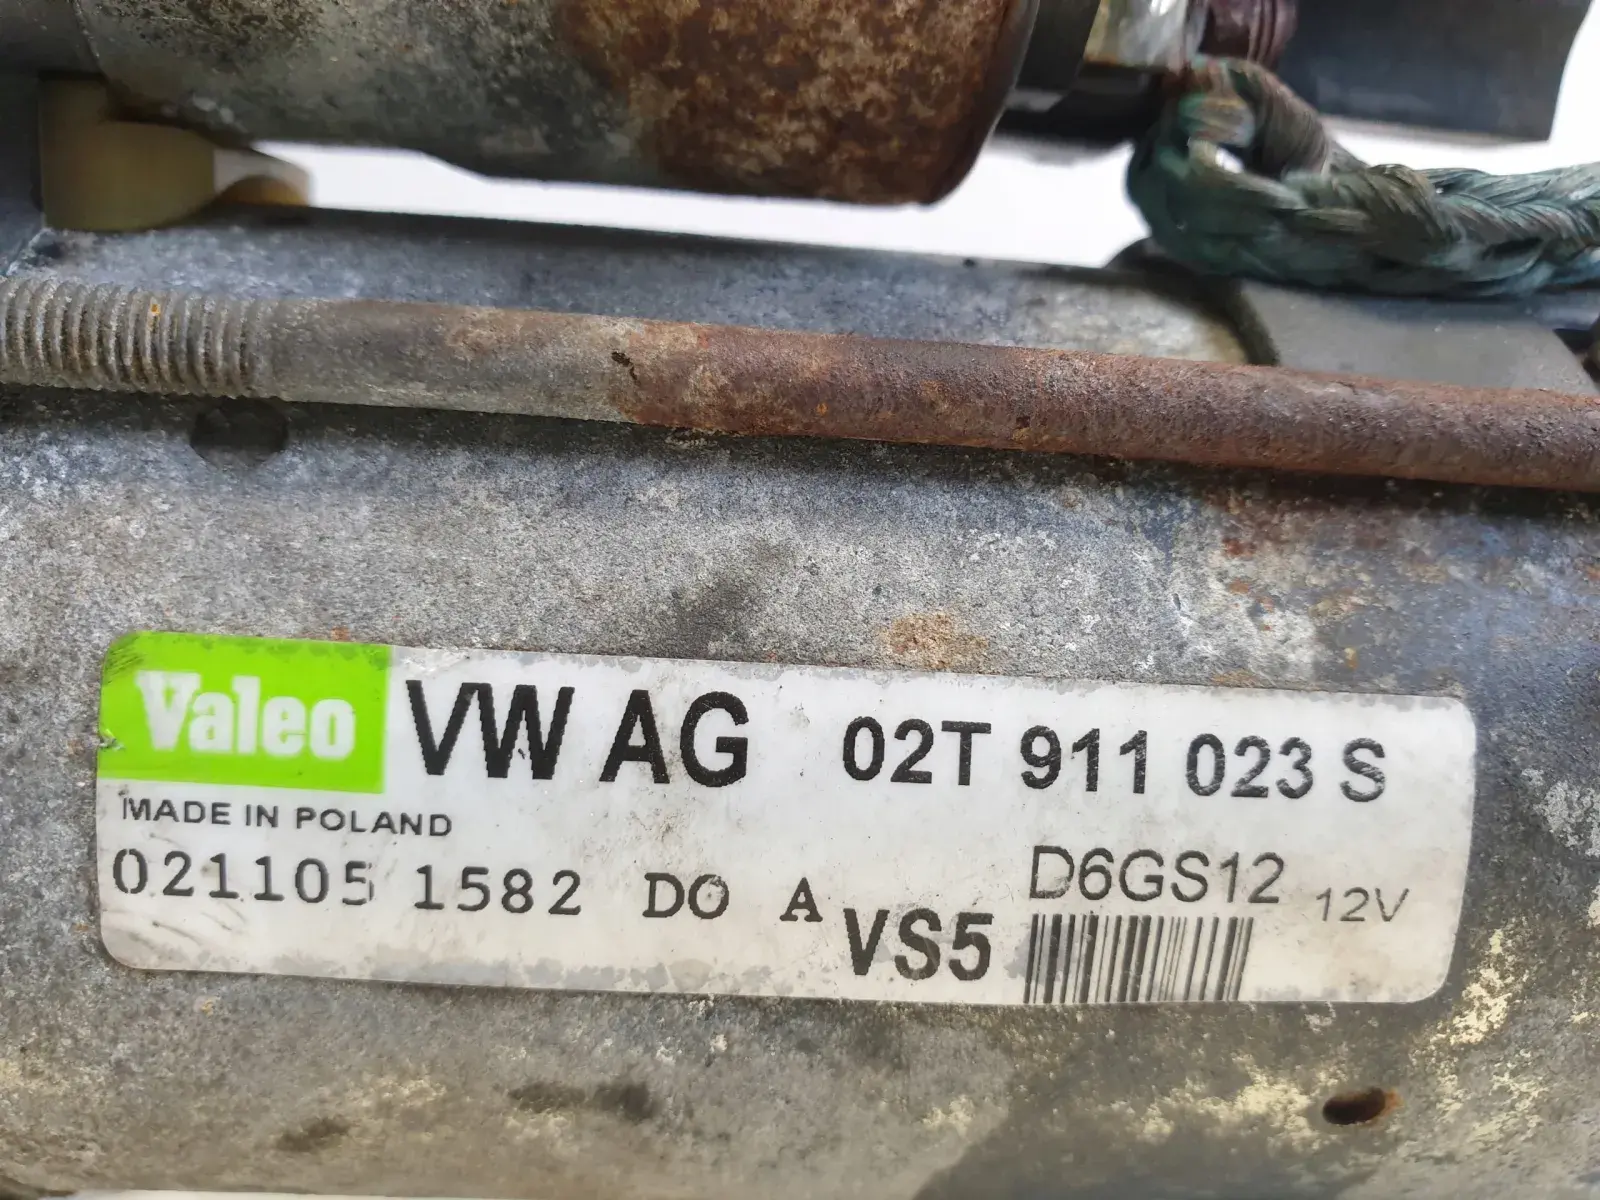 Valeo VW AG 02T 911 023 S
MADE IN POLAND
021105 1582 DO A VS5 D6GS12 12V